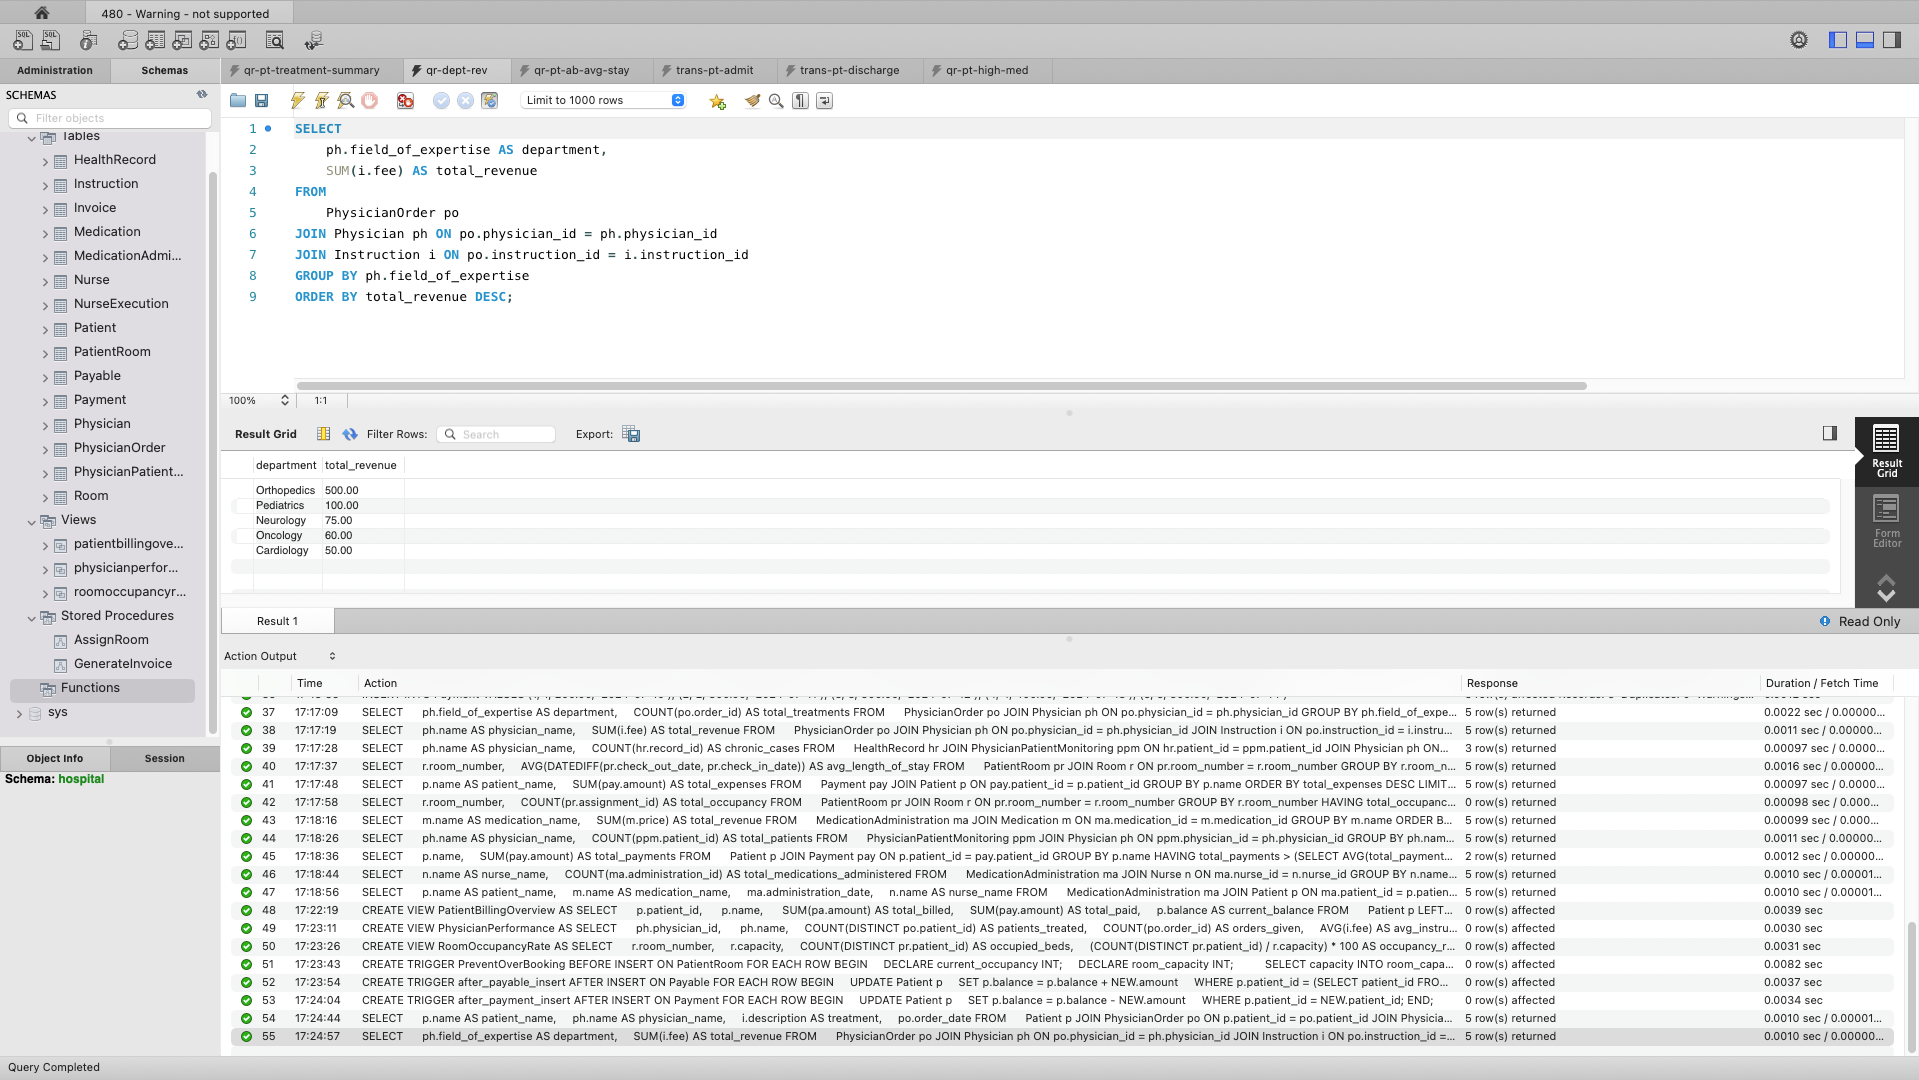 480 - Warning - not supported
Administration
Schemas
qr-pt-treatment-summary
qr-dept-rev
qr-pt-ab-avg-stay
trans-pt-admit
trans-pt-discharge
qr-pt-high-med
SCHEMAS
Filter objects
Tables
HealthRecord
Instruction
Invoice
Medication
MedicationAdmi...
Nurse
NurseExecution
Patient
PatientRoom
Payable
Payment
Physician
PhysicianOrder
PhysicianPatient...
Room
Views
patientbillingove...
physicianperfor...
roomoccupancyr...
Stored Procedures
AssignRoom
GenerateInvoice
Functions
sys
Object Info
Session
Schema: hospital
Limit to 1000 rows
1 SELECT
2 ph.field_of_expertise AS department,
3 SUM(i.fee) AS total_revenue
4 FROM
5 PhysicianOrder po
6 JOIN Physician ph ON po.physician_id = ph.physician_id
7 JOIN Instruction i ON po.instruction_id = i.instruction_id
8 GROUP BY ph.field_of_expertise
9 ORDER BY total_revenue DESC;
100% 1:1
Result Grid Filter Rows: Search Export:
department total_revenue
Orthopedics 500.00
Pediatrics 100.00
Neurology 75.00
Oncology 60.00
Cardiology 50.00
Result Grid
Form Editor
Result 1
Read Only
Action Output
Time Action Response Duration / Fetch Time
37 17:17:09 SELECT ph.field_of_expertise AS department, COUNT(po.order_id) AS total_treatments FROM PhysicianOrder po JOIN Physician ph ON po.physician_id = ph.physician_id GROUP BY ph.field_of_expe... 5 row(s) returned 0.0022 sec / 0.00000...
38 17:17:19 SELECT ph.name AS physician_name, SUM(i.fee) AS total_revenue FROM PhysicianOrder po JOIN Physician ph ON po.physician_id = ph.physician_id JOIN Instruction i ON po.instruction_id = i.instru... 5 row(s) returned 0.0011 sec / 0.00000...
39 17:17:28 SELECT ph.name AS physician_name, COUNT(hr.record_id) AS chronic_cases FROM HealthRecord hr JOIN PhysicianPatientMonitoring ppm ON hr.patient_id = ppm.patient_id JOIN Physician ph ON... 3 row(s) returned 0.00097 sec / 0.0000...
40 17:17:37 SELECT r.room_number, AVG(DATEDIFF(pr.check_out_date, pr.check_in_date)) AS avg_length_of_stay FROM PatientRoom pr JOIN Room r ON pr.room_number = r.room_number GROUP BY r.room_n... 5 row(s) returned 0.0016 sec / 0.00000...
41 17:17:48 SELECT p.name AS patient_name, SUM(pay.amount) AS total_expenses FROM Payment pay JOIN Patient p ON pay.patient_id = p.patient_id GROUP BY p.name ORDER BY total_expenses DESC LIMIT... 5 row(s) returned 0.00097 sec / 0.0000...
42 17:17:58 SELECT r.room_number, COUNT(pr.assignment_id) AS total_occupancy FROM PatientRoom pr JOIN Room r ON pr.room_number = r.room_number GROUP BY r.room_number HAVING total_occupanc... 0 row(s) returned 0.00098 sec / 0.000...
43 17:18:16 SELECT m.name AS medication_name, SUM(m.price) AS total_revenue FROM MedicationAdministration ma JOIN Medication m ON ma.medication_id = m.medication_id GROUP BY m.name ORDER B... 5 row(s) returned 0.00099 sec / 0.000...
44 17:18:26 SELECT ph.name AS physician_name, COUNT(ppm.patient_id) AS total_patients FROM PhysicianPatientMonitoring ppm JOIN Physician ph ON ppm.physician_id = ph.physician_id GROUP BY ph.nam... 5 row(s) returned 0.0011 sec / 0.00000...
45 17:18:36 SELECT p.name, SUM(pay.amount) AS total_payments FROM Patient p JOIN Payment pay ON p.patient_id = pay.patient_id GROUP BY p.name HAVING total_payments > (SELECT AVG(total_payment... 2 row(s) returned 0.0012 sec / 0.00000...
46 17:18:44 SELECT n.name AS nurse_name, COUNT(ma.administration_id) AS total_medications_administered FROM MedicationAdministration ma JOIN Nurse n ON ma.nurse_id = n.nurse_id GROUP BY n.name... 5 row(s) returned 0.0010 sec / 0.00001...
47 17:18:56 SELECT p.name AS patient_name, m.name AS medication_name, ma.administration_date, n.name AS nurse_name FROM MedicationAdministration ma JOIN Patient p ON ma.patient_id = p.patien... 5 row(s) returned 0.0010 sec / 0.00001...
48 17:22:19 CREATE VIEW PatientBillingOverview AS SELECT p.patient_id, p.name, SUM(pa.amount) AS total_billed, SUM(pay.amount) AS total_paid, p.balance AS current_balance FROM Patient p LEFT... 0 row(s) affected 0.0039 sec
49 17:23:11 CREATE VIEW PhysicianPerformance AS SELECT ph.physician_id, ph.name, COUNT(DISTINCT po.patient_id) AS patients_treated, COUNT(po.order_id) AS orders_given, AVG(i.fee) AS avg_instru... 0 row(s) affected 0.0030 sec
50 17:23:26 CREATE VIEW RoomOccupancyRate AS SELECT r.room_number, r.capacity, COUNT(DISTINCT pr.patient_id) AS occupied_beds, (COUNT(DISTINCT pr.patient_id) / r.capacity) * 100 AS occupancy_r... 0 row(s) affected 0.0031 sec
51 17:23:43 CREATE TRIGGER PreventOverBooking BEFORE INSERT ON PatientRoom FOR EACH ROW BEGIN DECLARE current_occupancy INT; DECLARE room_capacity INT; SELECT capacity INTO room_capa... 0 row(s) affected 0.0082 sec
52 17:23:54 CREATE TRIGGER after_payable_insert AFTER INSERT ON Payable FOR EACH ROW BEGIN UPDATE Patient p SET p.balance = p.balance + NEW.amount WHERE p.patient_id = (SELECT patient_id FRO... 0 row(s) affected 0.0037 sec
53 17:24:04 CREATE TRIGGER after_payment_insert AFTER INSERT ON Payment FOR EACH ROW BEGIN UPDATE Patient p SET p.balance = p.balance - NEW.amount WHERE p.patient_id = NEW.patient_id; END; 0 row(s) affected 0.0034 sec
54 17:24:44 SELECT p.name AS patient_name, ph.name AS physician_name, i.description AS treatment, po.order_date FROM Patient p JOIN PhysicianOrder po ON p.patient_id = po.patient_id JOIN Physicia... 5 row(s) returned 0.0010 sec / 0.00001...
55 17:24:57 SELECT ph.field_of_expertise AS department, SUM(i.fee) AS total_revenue FROM PhysicianOrder po JOIN Physician ph ON po.physician_id = ph.physician_id JOIN Instruction i ON po.instruction_id =... 5 row(s) returned 0.0010 sec / 0.00000...
Query Completed